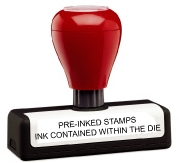 PRE-INKED STAMPS
INK CONTAINED WITHIN THE DIE